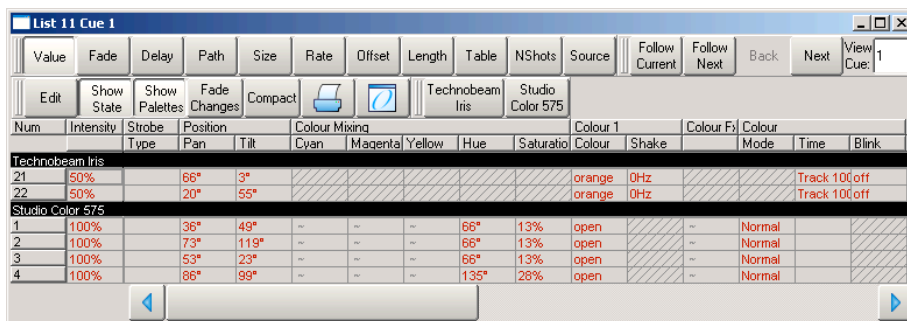 List 11 Cue 1
Value Fade Delay Path Size Rate Offset Length Table NShots Source Follow Current Follow Next Back Next View Cue: 1
Edit Show State Show Palettes Fade Changes Compact Technobeam Iris Studio Color 575
Num Intensity Strobe Position Colour Mixing Colour 1 Colour F Colour
Type Pan Tilt Cyan Magenta Yellow Hue Saturatio Colour Shake Mode Time Blink
Technobeam Iris
21 50% 66° 3° orange 0Hz Track 100 off
22 50% 20° 55° orange 0Hz Track 100 off
Studio Color 575
1 100% 36° 49° ~ ~ ~ 66° 13% open ~ Normal
2 100% 73° 119° ~ ~ ~ 66° 13% open ~ Normal
3 100% 53° 23° ~ ~ ~ 66° 13% open ~ Normal
4 100% 86° 99° ~ ~ ~ 135° 28% open ~ Normal